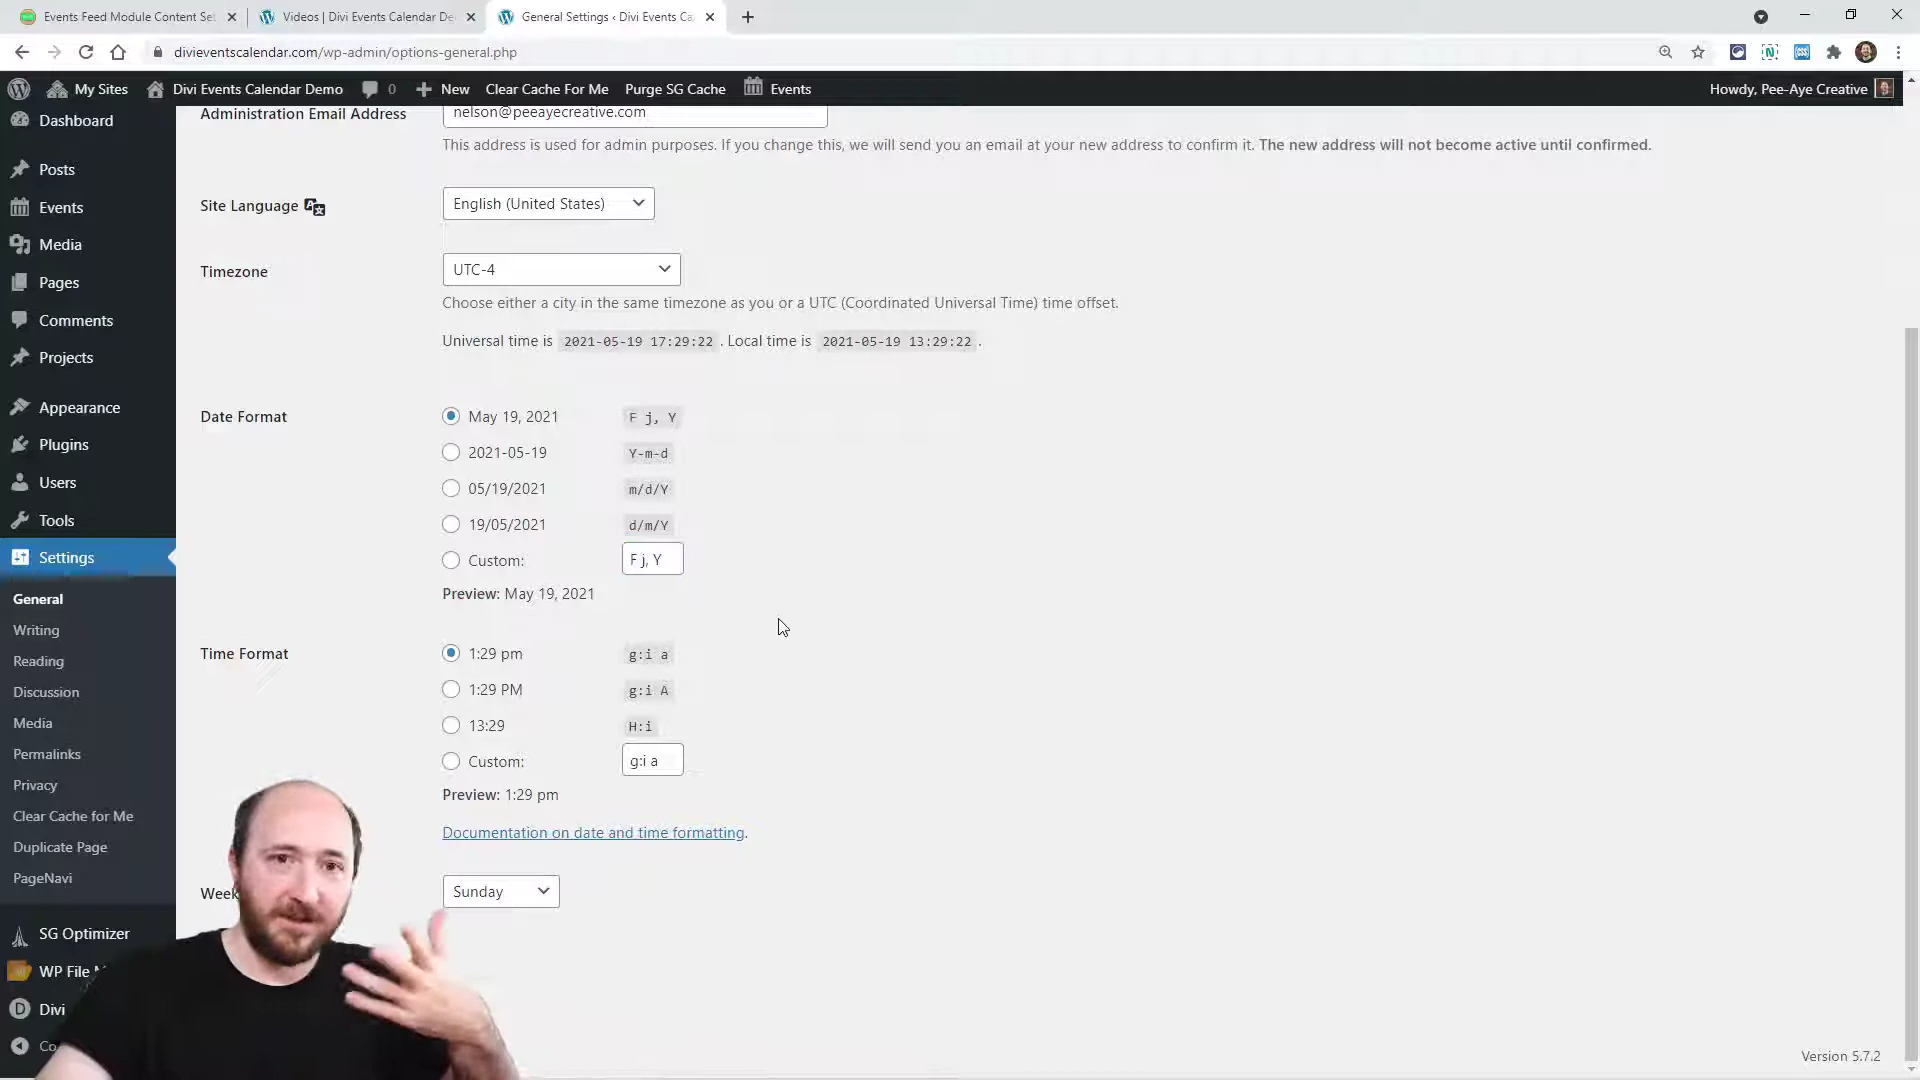 Events Feed Module Content Set
Videos | Divi Events Calendar De
General Settings ‹ Divi Events Ca
divieventscalendar.com/wp-admin/options-general.php
My Sites
Divi Events Calendar Demo
0
New
Clear Cache For Me
Purge SG Cache
Events
Howdy, Pee-Aye Creative
Dashboard
Posts
Events
Media
Pages
Comments
Projects
Appearance
Plugins
Users
Tools
Settings
General
Writing
Reading
Discussion
Media
Permalinks
Privacy
Clear Cache for Me
Duplicate Page
PageNavi
SG Optimizer
WP File M
Divi
Co
Administration Email Address
nelson@peeayecreative.com
This address is used for admin purposes. If you change this, we will send you an email at your new address to confirm it. The new address will not become active until confirmed.
Site Language
English (United States)
Timezone
UTC-4
Choose either a city in the same timezone as you or a UTC (Coordinated Universal Time) time offset.
Universal time is 2021-05-19 17:29:22 . Local time is 2021-05-19 13:29:22 .
Date Format
May 19, 2021 F j, Y
2021-05-19 Y-m-d
05/19/2021 m/d/Y
19/05/2021 d/m/Y
Custom: F j, Y
Preview: May 19, 2021
Time Format
1:29 pm g:i a
1:29 PM g:i A
13:29 H:i
Custom: g:i a
Preview: 1:29 pm
Documentation on date and time formatting.
Week
Sunday
Version 5.7.2